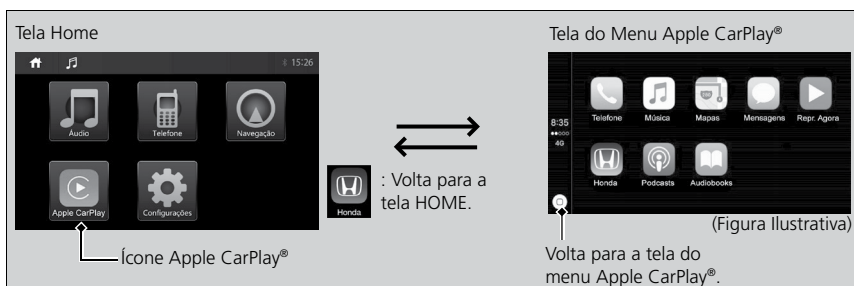 Tela Home
15:26
Áudio
Telefone
Navegação
Apple CarPlay
Configurações
Ícone Apple CarPlay®
Honda
: Volta para a
tela HOME.
Tela do Menu Apple CarPlay®
8:35
4G
Telefone
Música
Mapas
Mensagens
Repr. Agora
Honda
Podcasts
Audiobooks
(Figura Ilustrativa)
Volta para a tela do
menu Apple CarPlay®.